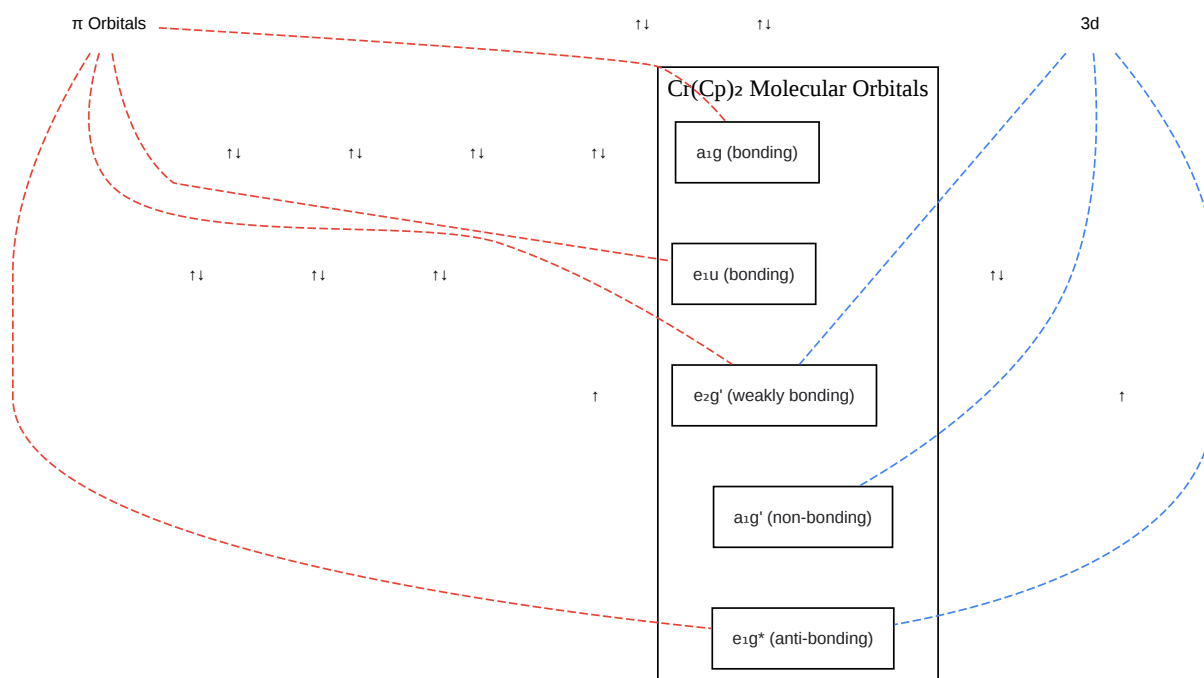 π Orbitals ↑↓ ↑↓ 3d
Cr(Cp)₂ Molecular Orbitals
↑↓ ↑↓ ↑↓ ↑↓ a₁g (bonding)
↑↓ ↑↓ ↑↓ e₁u (bonding) ↑↓
↑ e₂g' (weakly bonding) ↑
a₁g' (non-bonding)
e₁g* (anti-bonding)